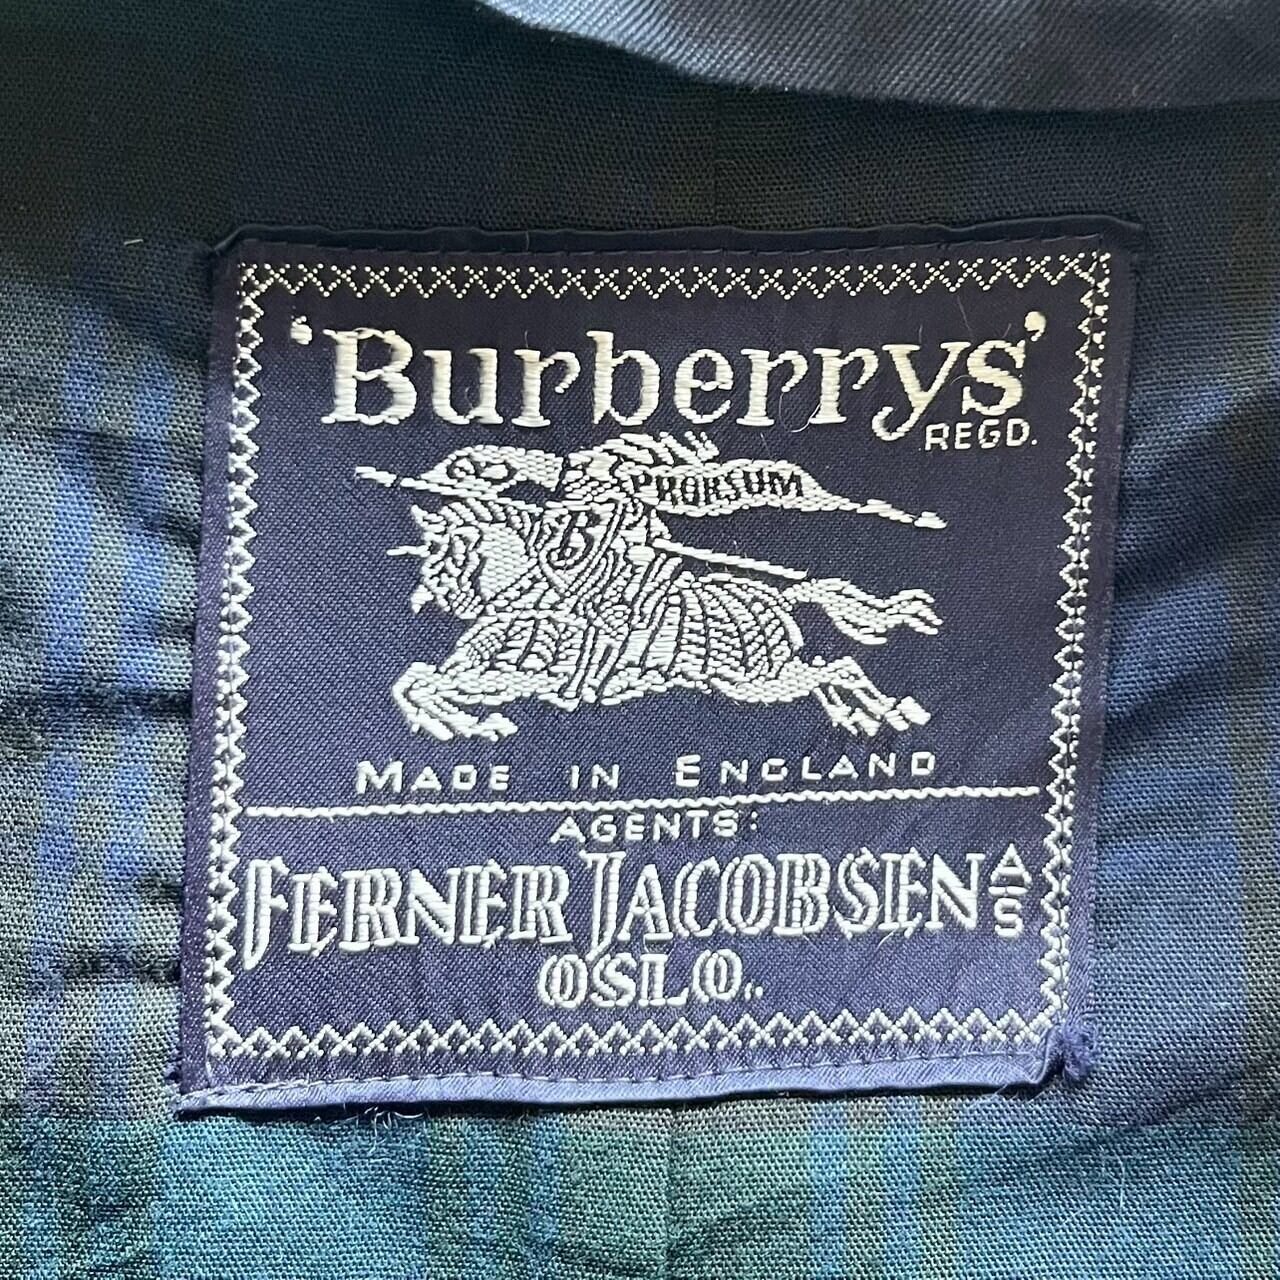 'Burberrys'
REGD.
PRORSUM
B
MADE IN ENGLAND
AGENTS:
FERNER JACOBSEN A/S
OSLO..